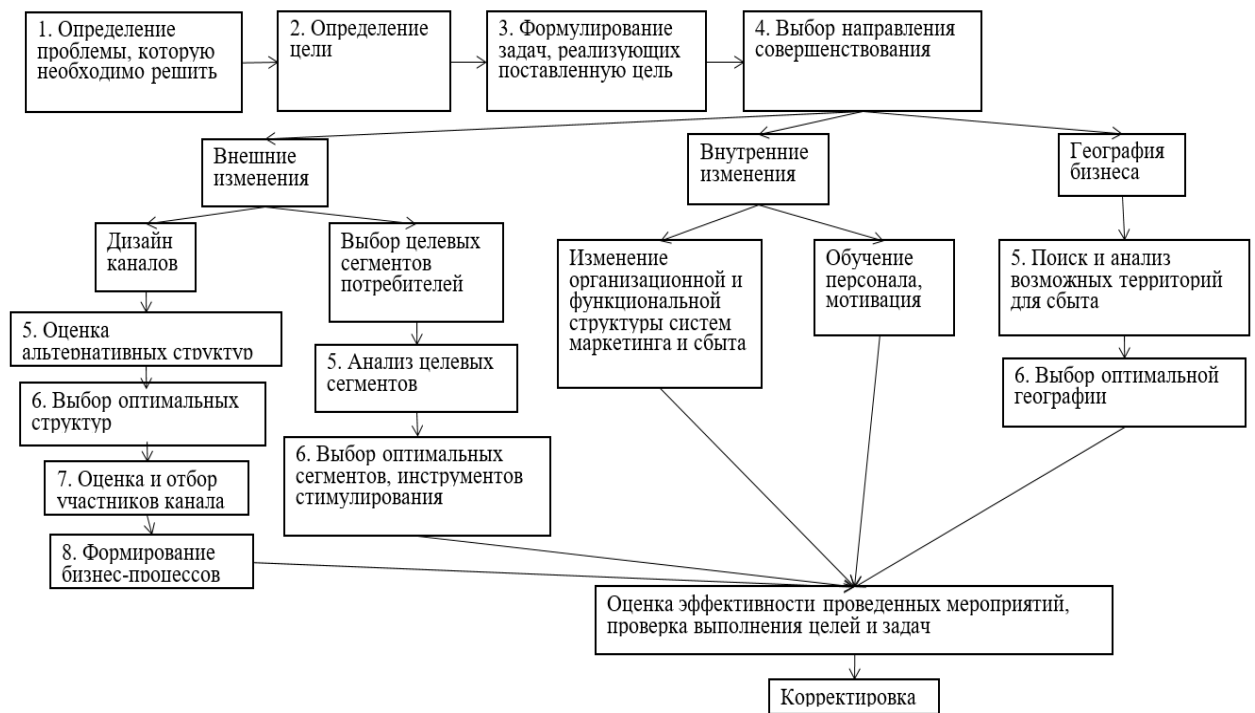 1. Определение
проблемы, которую
необходимо решить
2. Определение
цели
3. Формулирование
задач, реализующих
поставленную цель
4. Выбор направления
совершенствования
Внешние
изменения
Внутренние
изменения
География
бизнеса
Дизайн
каналов
Выбор целевых
сегментов
потребителей
Изменение
организационной и
функциональной
структуры систем
маркетинга и сбыта
Обучение
персонала,
мотивация
5. Поиск и анализ
возможных территорий
для сбыта
5. Оценка
альтернативных структур
5. Анализ целевых
сегментов
6. Выбор оптимальной
географии
6. Выбор оптимальных
структур
6. Выбор оптимальных
сегментов, инструментов
стимулирования
7. Оценка и отбор
участников канала
8. Формирование
бизнес-процессов
Оценка эффективности проведенных мероприятий,
проверка выполнения целей и задач
Корректировка